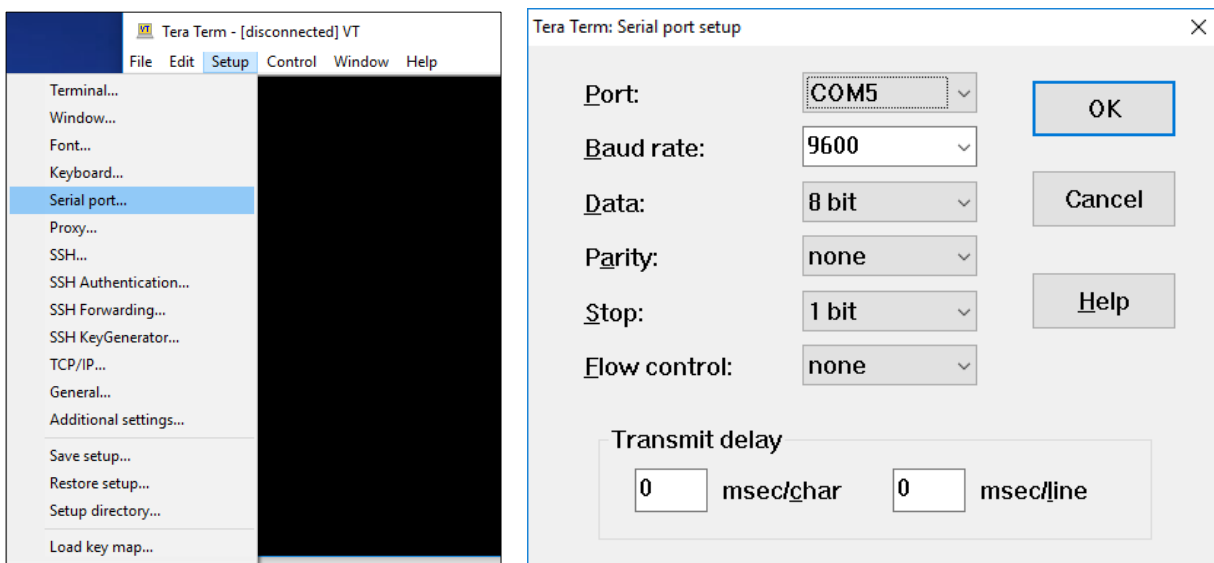 Tera Term - [disconnected] VT
File Edit Setup Control Window Help
Terminal...
Window...
Font...
Keyboard...
Serial port...
Proxy...
SSH...
SSH Authentication...
SSH Forwarding...
SSH KeyGenerator...
TCP/IP...
General...
Additional settings...
Save setup...
Restore setup...
Setup directory...
Load key map...
Tera Term: Serial port setup
Port: COM5
OK
Baud rate: 9600
Data: 8 bit
Cancel
Parity: none
Stop: 1 bit
Help
Flow control: none
Transmit delay
0 msec/char 0 msec/line